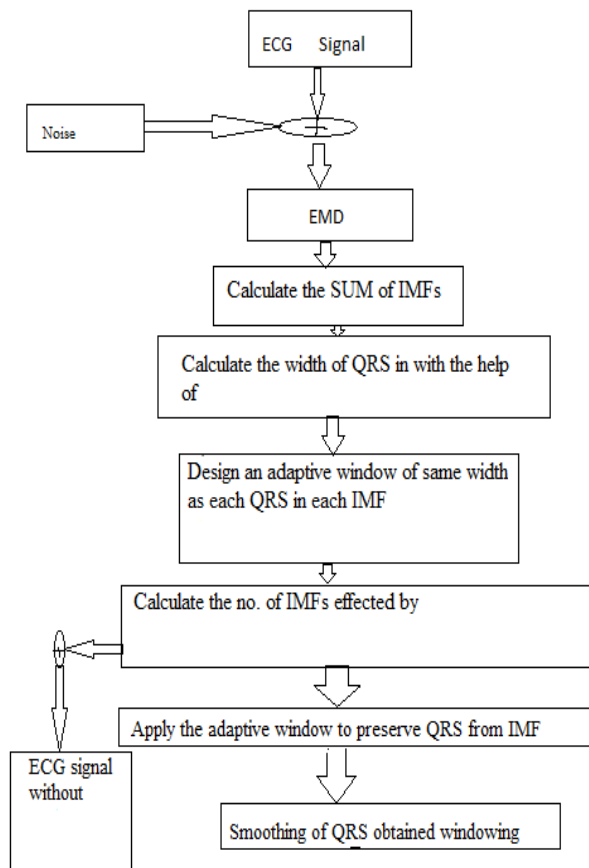 ECG Signal
Noise
EMD
Calculate the SUM of IMFs
Calculate the width of QRS in with the help
of
Design an adaptive window of same width
as each QRS in each IMF
Calculate the no. of IMFs effected by
Apply the adaptive window to preserve QRS from IMF
ECG signal
without
Smoothing of QRS obtained windowing